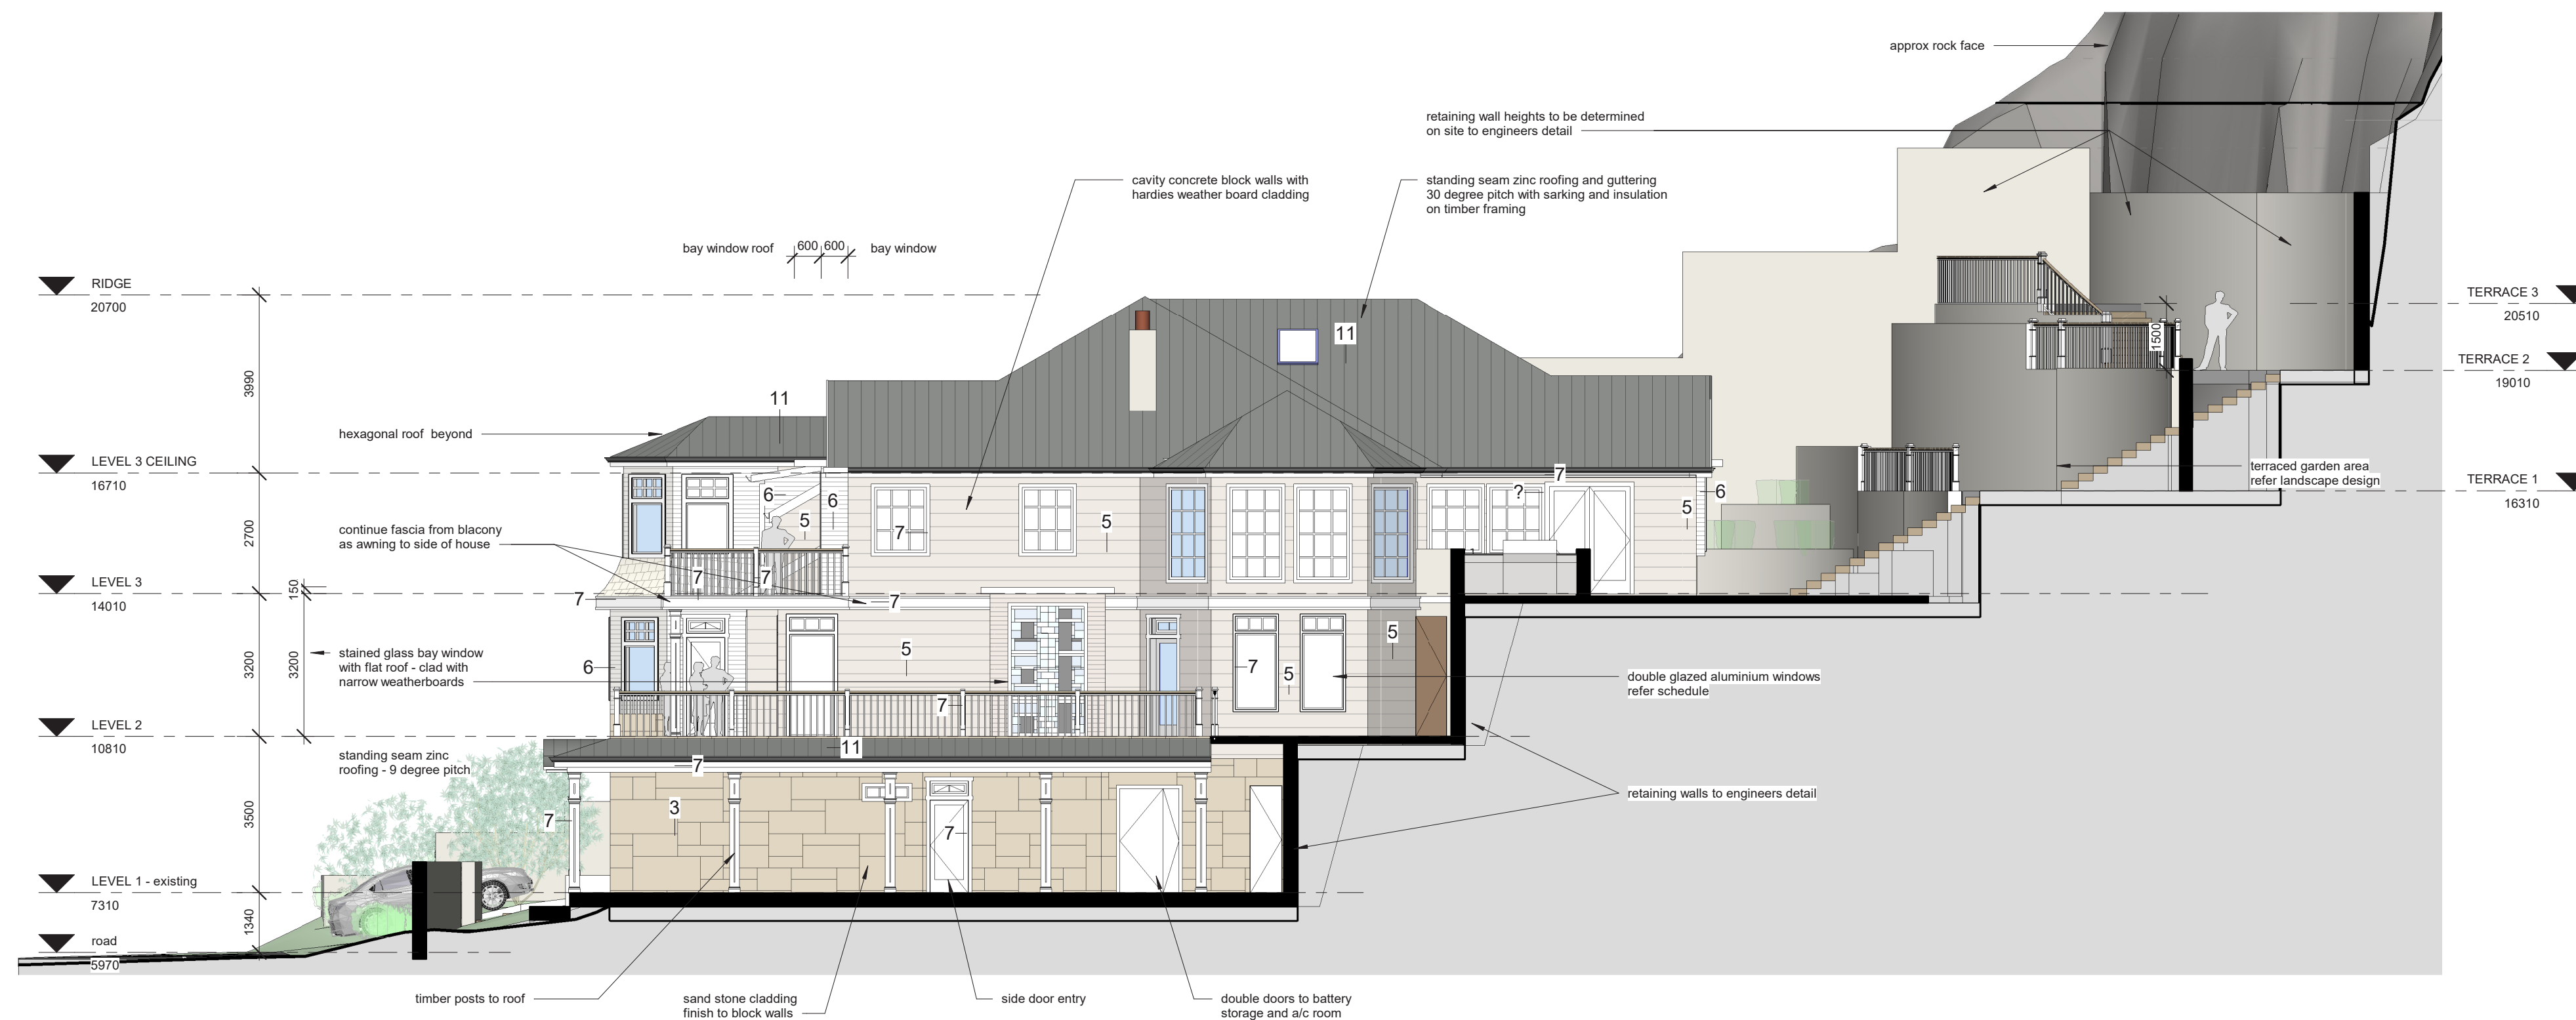 approx rock face
retaining wall heights to be determined
on site to engineers detail
cavity concrete block walls with
hardies weather board cladding
standing seam zinc roofing and guttering
30 degree pitch with sarking and insulation
on timber framing
bay window roof
600
600
bay window
RIDGE
20700
TERRACE 3
20510
11
1500
TERRACE 2
19010
3990
11
hexagonal roof  beyond
LEVEL 3 CEILING
16710
7
terraced garden area
refer landscape design
TERRACE 1
16310
6
6
5
7
5
?
5
6
continue fascia from blacony
as awning to side of house
2700
7
7
LEVEL 3
14010
150
7
7
stained glass bay window
with flat roof - clad with
narrow weatherboards
3200
3200
6
5
7
5
5
double glazed aluminium windows
refer schedule
7
LEVEL 2
10810
11
standing seam zinc
roofing - 9 degree pitch
7
retaining walls to engineers detail
3500
3
7
7
LEVEL 1 - existing
7310
1340
road
5970
timber posts to roof
sand stone cladding
finish to block walls
side door entry
double doors to battery
storage and a/c room